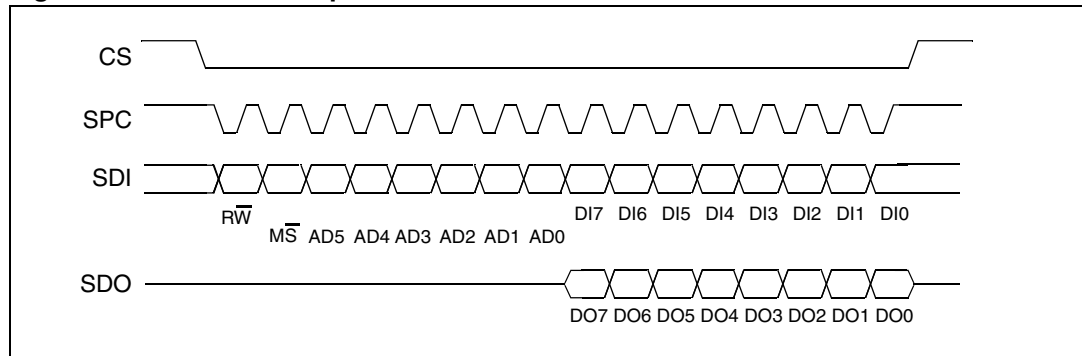 CS
SPC
SDI
DI7 DI6 DI5 DI4 DI3 DI2 DI1 DI0
RW̅
MS̅ AD5 AD4 AD3 AD2 AD1 AD0
SDO
DO7 DO6 DO5 DO4 DO3 DO2 DO1 DO0